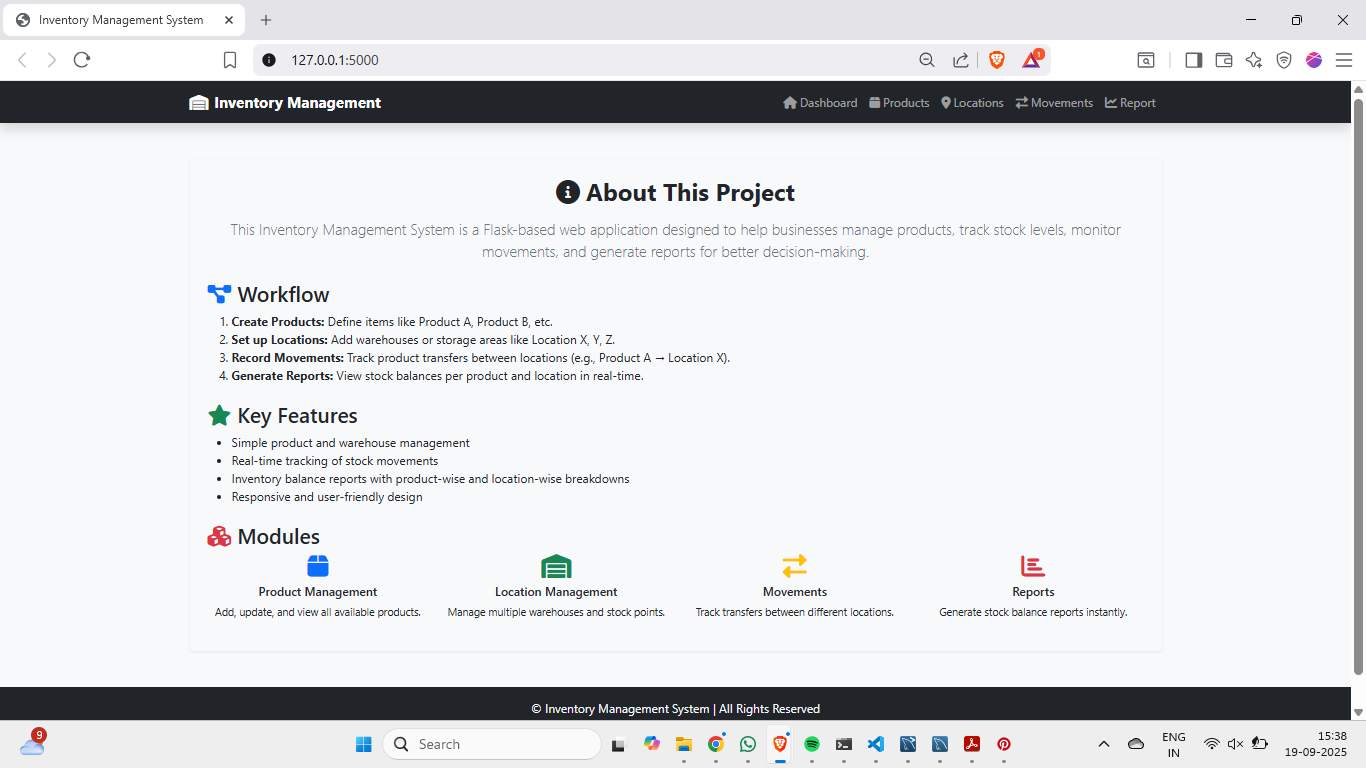 Inventory Management System
127.0.0.1:5000
1
Inventory Management
Dashboard Products Locations Movements Report
About This Project
This Inventory Management System is a Flask-based web application designed to help businesses manage products, track stock levels, monitor
movements, and generate reports for better decision-making.
Workflow
1. Create Products: Define items like Product A, Product B, etc.
2. Set up Locations: Add warehouses or storage areas like Location X, Y, Z.
3. Record Movements: Track product transfers between locations (e.g., Product A → Location X).
4. Generate Reports: View stock balances per product and location in real-time.
Key Features
• Simple product and warehouse management
• Real-time tracking of stock movements
• Inventory balance reports with product-wise and location-wise breakdowns
• Responsive and user-friendly design
Modules
Product Management
Add, update, and view all available products.
Location Management
Manage multiple warehouses and stock points.
Movements
Track transfers between different locations.
Reports
Generate stock balance reports instantly.
© Inventory Management System | All Rights Reserved
9
Search
ENG
IN
15:38
19-09-2025